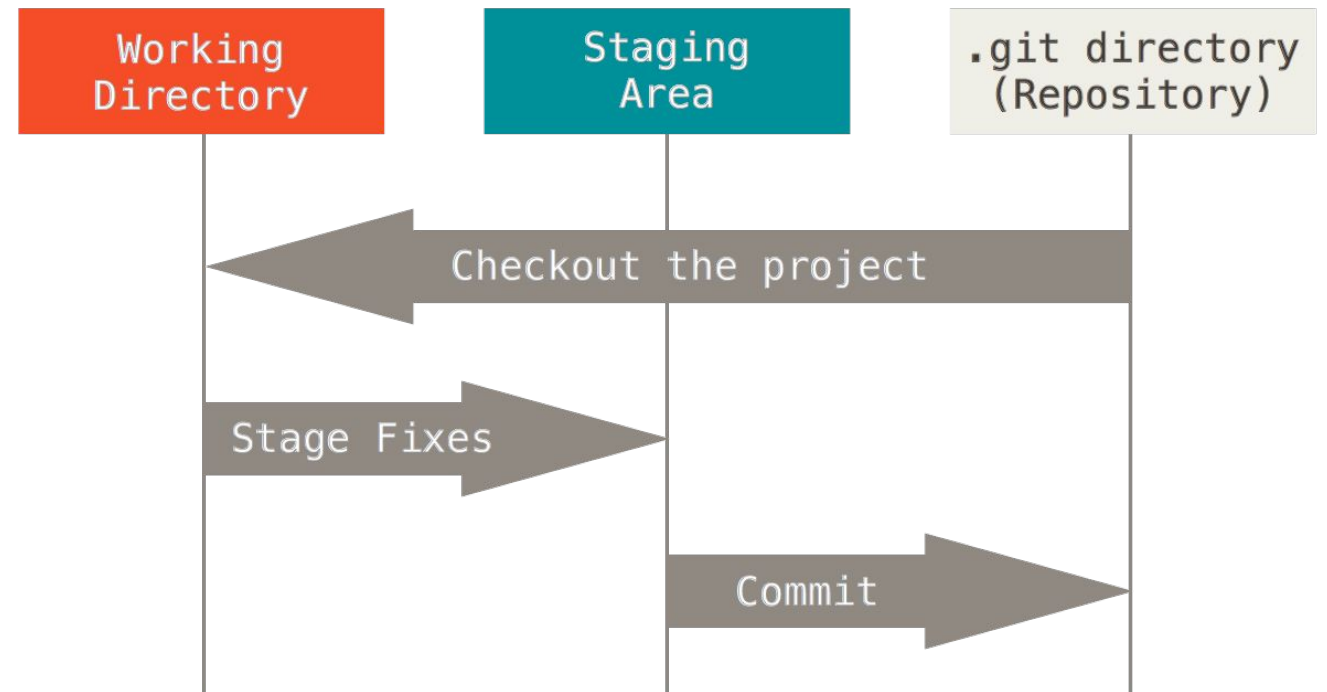 Working
Directory
Staging
Area
.git directory
(Repository)
Checkout the project
Stage Fixes
Commit